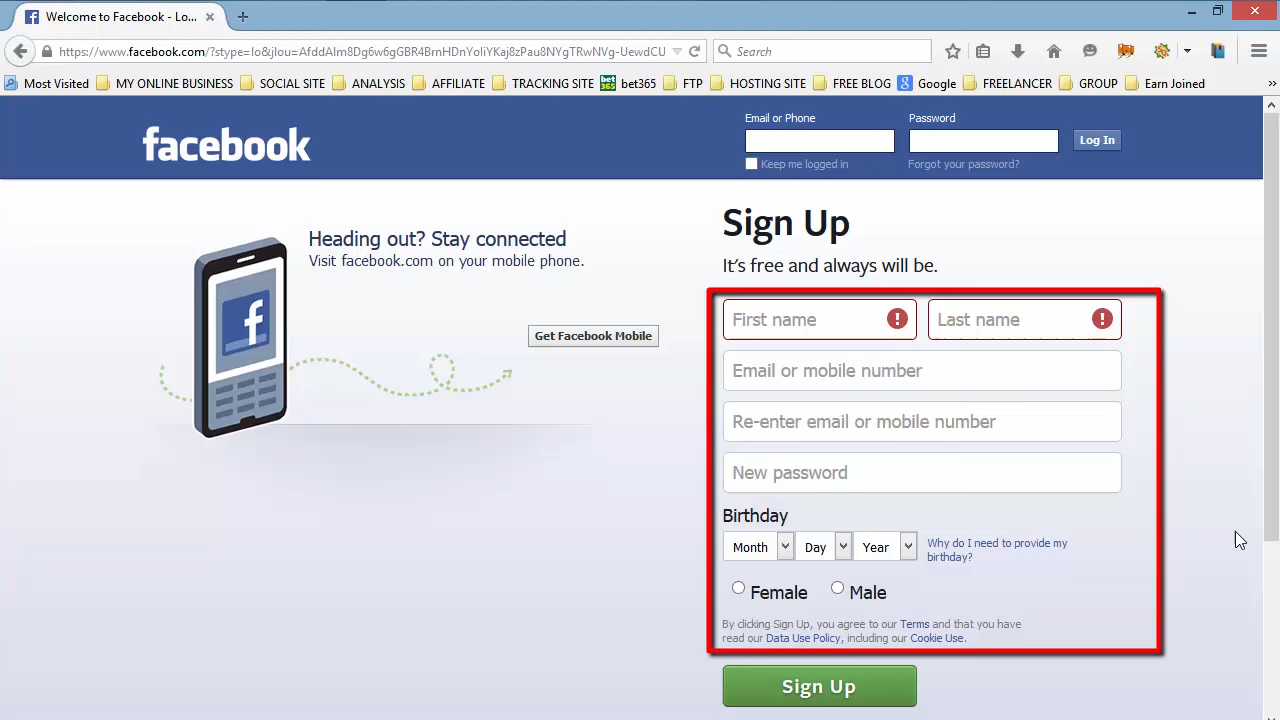 Welcome to Facebook - Lo...
https://www.facebook.com/?stype=lo&jlou=AfddAlm8Dg6w6qGBR4BrnHDnYoiYKaj8zPau8NYgTRwNVg-UewdCU
Search
Most Visited MY ONLINE BUSINESS SOCIAL SITE ANALYSIS AFFILIATE TRACKING SITE bet365 bet365 FTP HOSTING SITE FREE BLOG Google FREELANCER GROUP Earn Joined
facebook
Email or Phone Password
Log In
Keep me logged in Forgot your password?
Heading out? Stay connected
Visit facebook.com on your mobile phone.
Get Facebook Mobile
Sign Up
It's free and always will be.
First name Last name
Email or mobile number
Re-enter email or mobile number
New password
Birthday
Month Day Year
Why do I need to provide my
birthday?
Female Male
By clicking Sign Up, you agree to our Terms and that you have
read our Data Use Policy, including our Cookie Use.
Sign Up